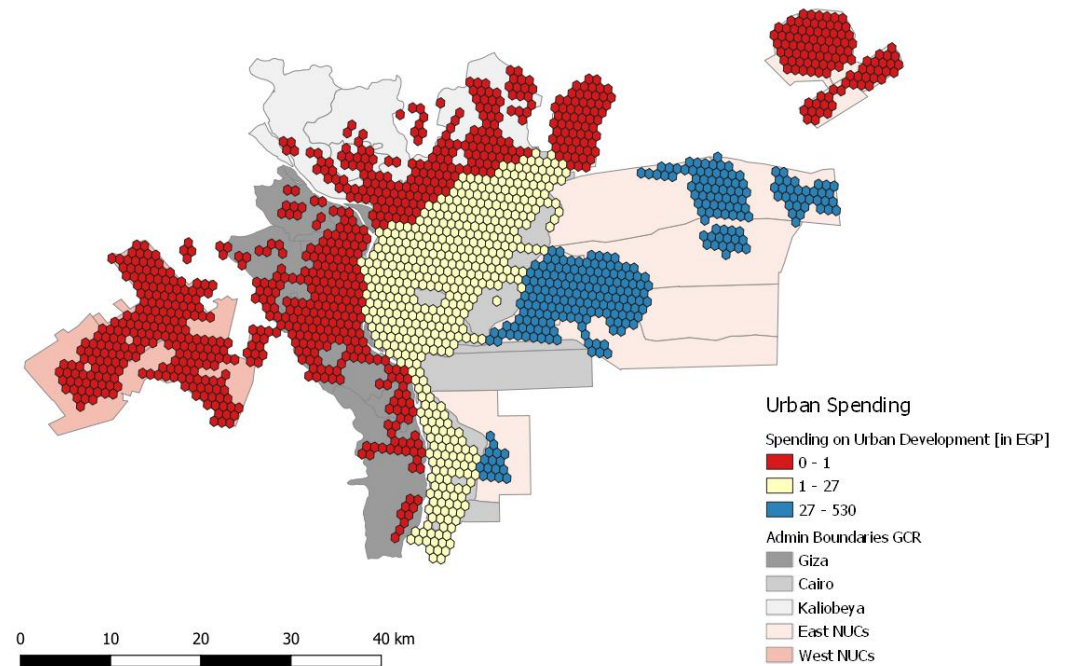 Urban Spending
Spending on Urban Development [in EGP]
0 - 1
1 - 27
27 - 530
Admin Boundaries GCR
Giza
Cairo
Kaliobeya
East NUCs
West NUCs
0 10 20 30 40 km